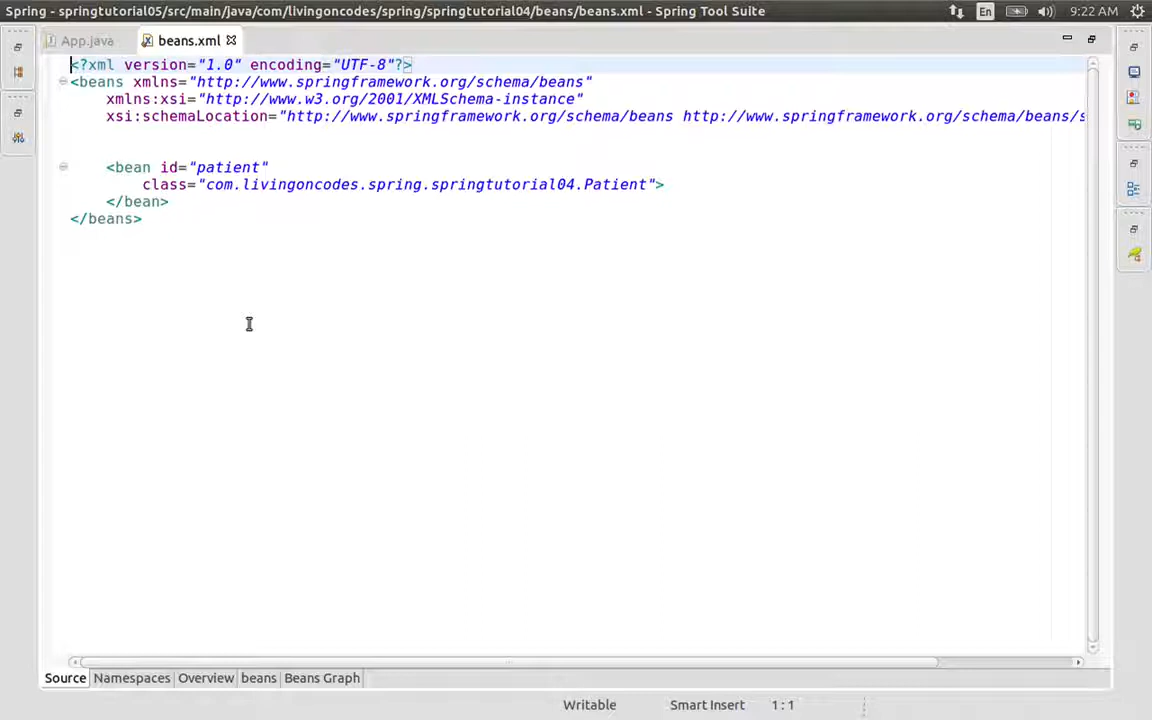 Spring - springtutorial05/src/main/java/com/livingoncodes/spring/springtutorial04/beans/beans.xml - Spring Tool Suite
En
9:22 AM
App.java
beans.xml
<?xml version="1.0" encoding="UTF-8"?>
<beans xmlns="http://www.springframework.org/schema/beans"
xmlns:xsi="http://www.w3.org/2001/XMLSchema-instance"
xsi:schemaLocation="http://www.springframework.org/schema/beans http://www.springframework.org/schema/beans/s
<bean id="patient"
class="com.livingoncodes.spring.springtutorial04.Patient">
</bean>
</beans>
Source
Namespaces
Overview
beans
Beans Graph
Writable
Smart Insert
1 : 1